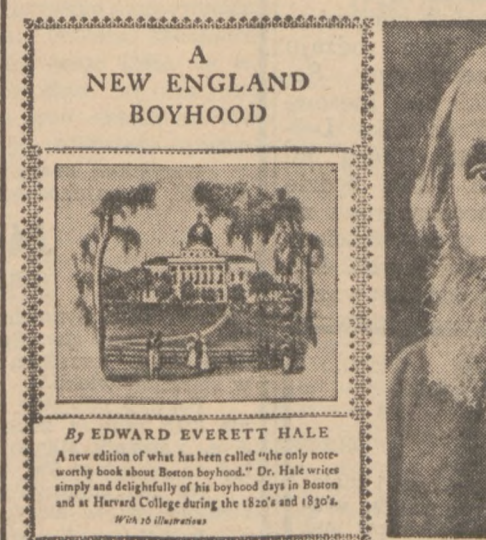 A
NEW ENGLAND
BOYHOOD
By EDWARD EVERETT HALE
A new edition of what has been called "the only note-
worthy book about Boston boyhood." Dr. Hale writes
simply and delightfully of his boyhood days in Boston
and at Harvard College during the 1820's and 1830's.
With 16 illustrations